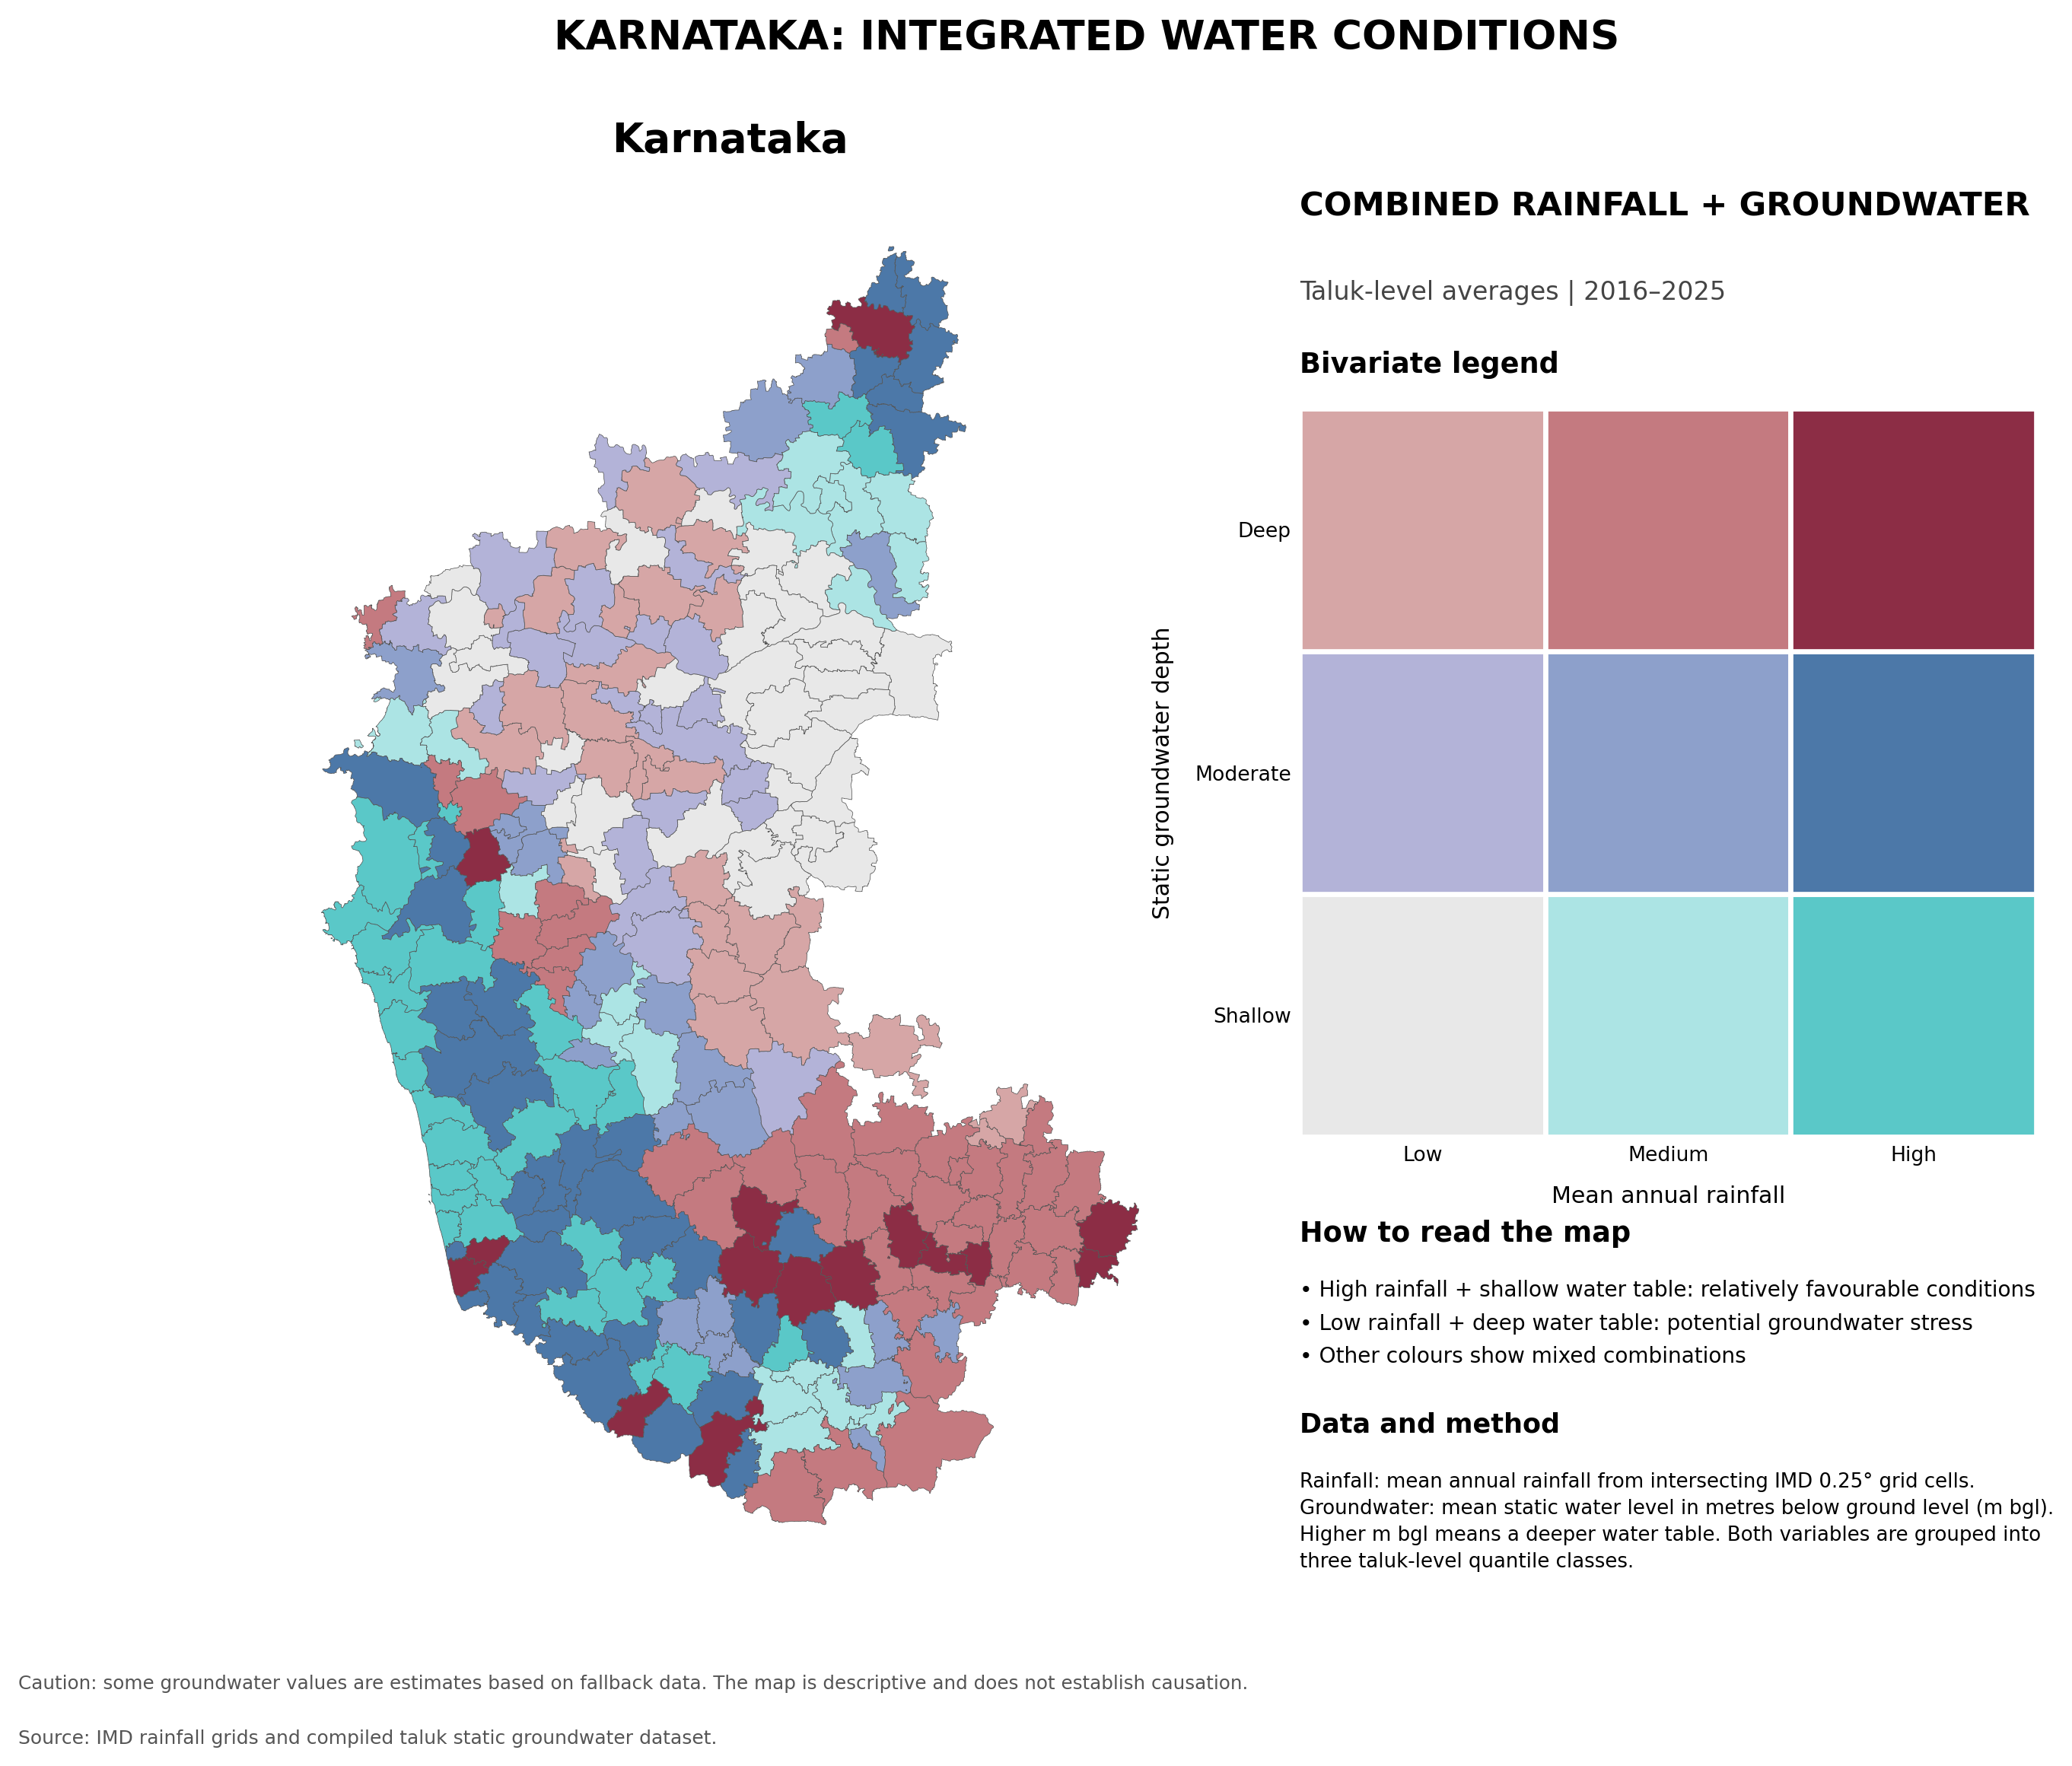 KARNATAKA: INTEGRATED WATER CONDITIONS
Karnataka
COMBINED RAINFALL + GROUNDWATER
Taluk-level averages | 2016–2025
Bivariate legend
Static groundwater depth
Deep
Moderate
Shallow
Low
Medium
High
Mean annual rainfall
How to read the map
• High rainfall + shallow water table: relatively favourable conditions
• Low rainfall + deep water table: potential groundwater stress
• Other colours show mixed combinations
Data and method
Rainfall: mean annual rainfall from intersecting IMD 0.25° grid cells.
Groundwater: mean static water level in metres below ground level (m bgl).
Higher m bgl means a deeper water table. Both variables are grouped into
three taluk-level quantile classes.
Caution: some groundwater values are estimates based on fallback data. The map is descriptive and does not establish causation.
Source: IMD rainfall grids and compiled taluk static groundwater dataset.